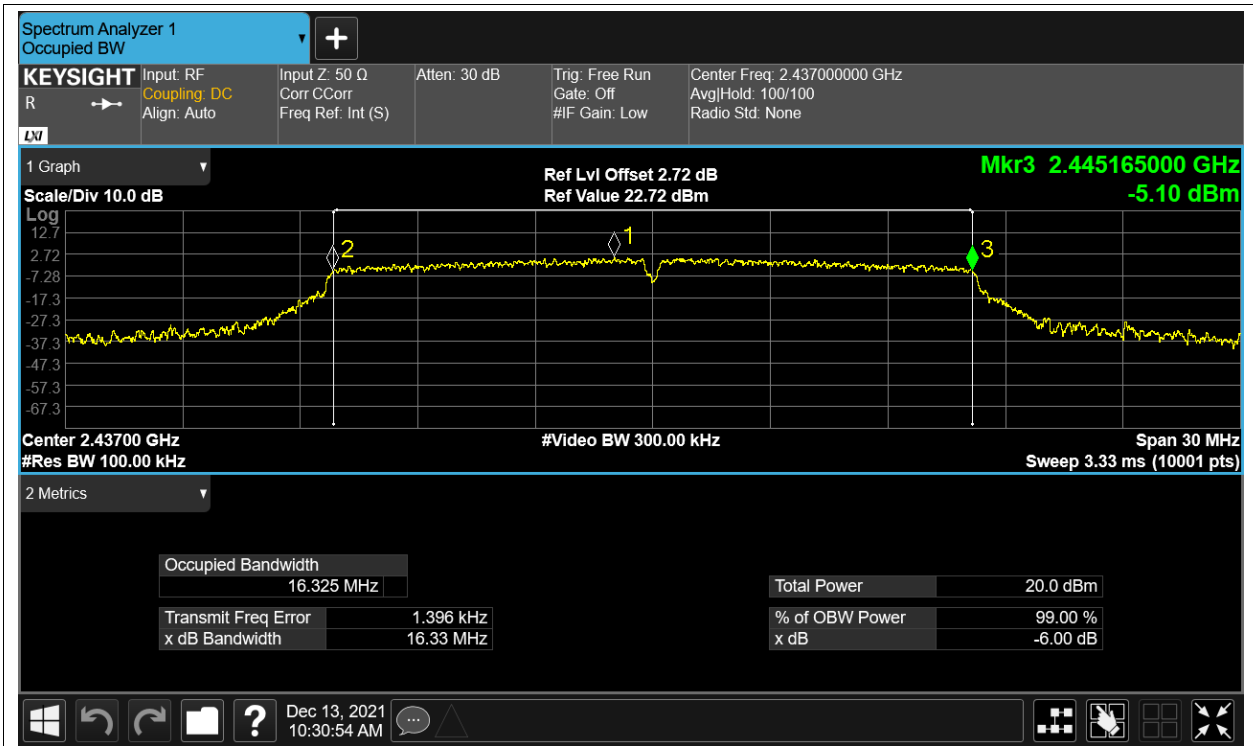 Spectrum Analyzer 1
Occupied BW
KEYSIGHT
R
LXI
Input: RF
Coupling: DC
Align: Auto
Input Z: 50 Ω
Corr CCorr
Freq Ref: Int (S)
Atten: 30 dB
Trig: Free Run
Gate: Off
#IF Gain: Low
Center Freq: 2.437000000 GHz
Avg|Hold: 100/100
Radio Std: None
1 Graph
Scale/Div 10.0 dB
Ref Lvl Offset 2.72 dB
Ref Value 22.72 dBm
Mkr3 2.445165000 GHz
-5.10 dBm
Log
12.7
2.72
-7.28
-17.3
-27.3
-37.3
-47.3
-57.3
-67.3
2
1
3
Center 2.43700 GHz
#Video BW 300.00 kHz
Span 30 MHz
#Res BW 100.00 kHz
Sweep 3.33 ms (10001 pts)
2 Metrics
Occupied Bandwidth
16.325 MHz
Total Power 20.0 dBm
Transmit Freq Error 1.396 kHz
% of OBW Power 99.00 %
x dB Bandwidth 16.33 MHz
x dB -6.00 dB
?
Dec 13, 2021
10:30:54 AM